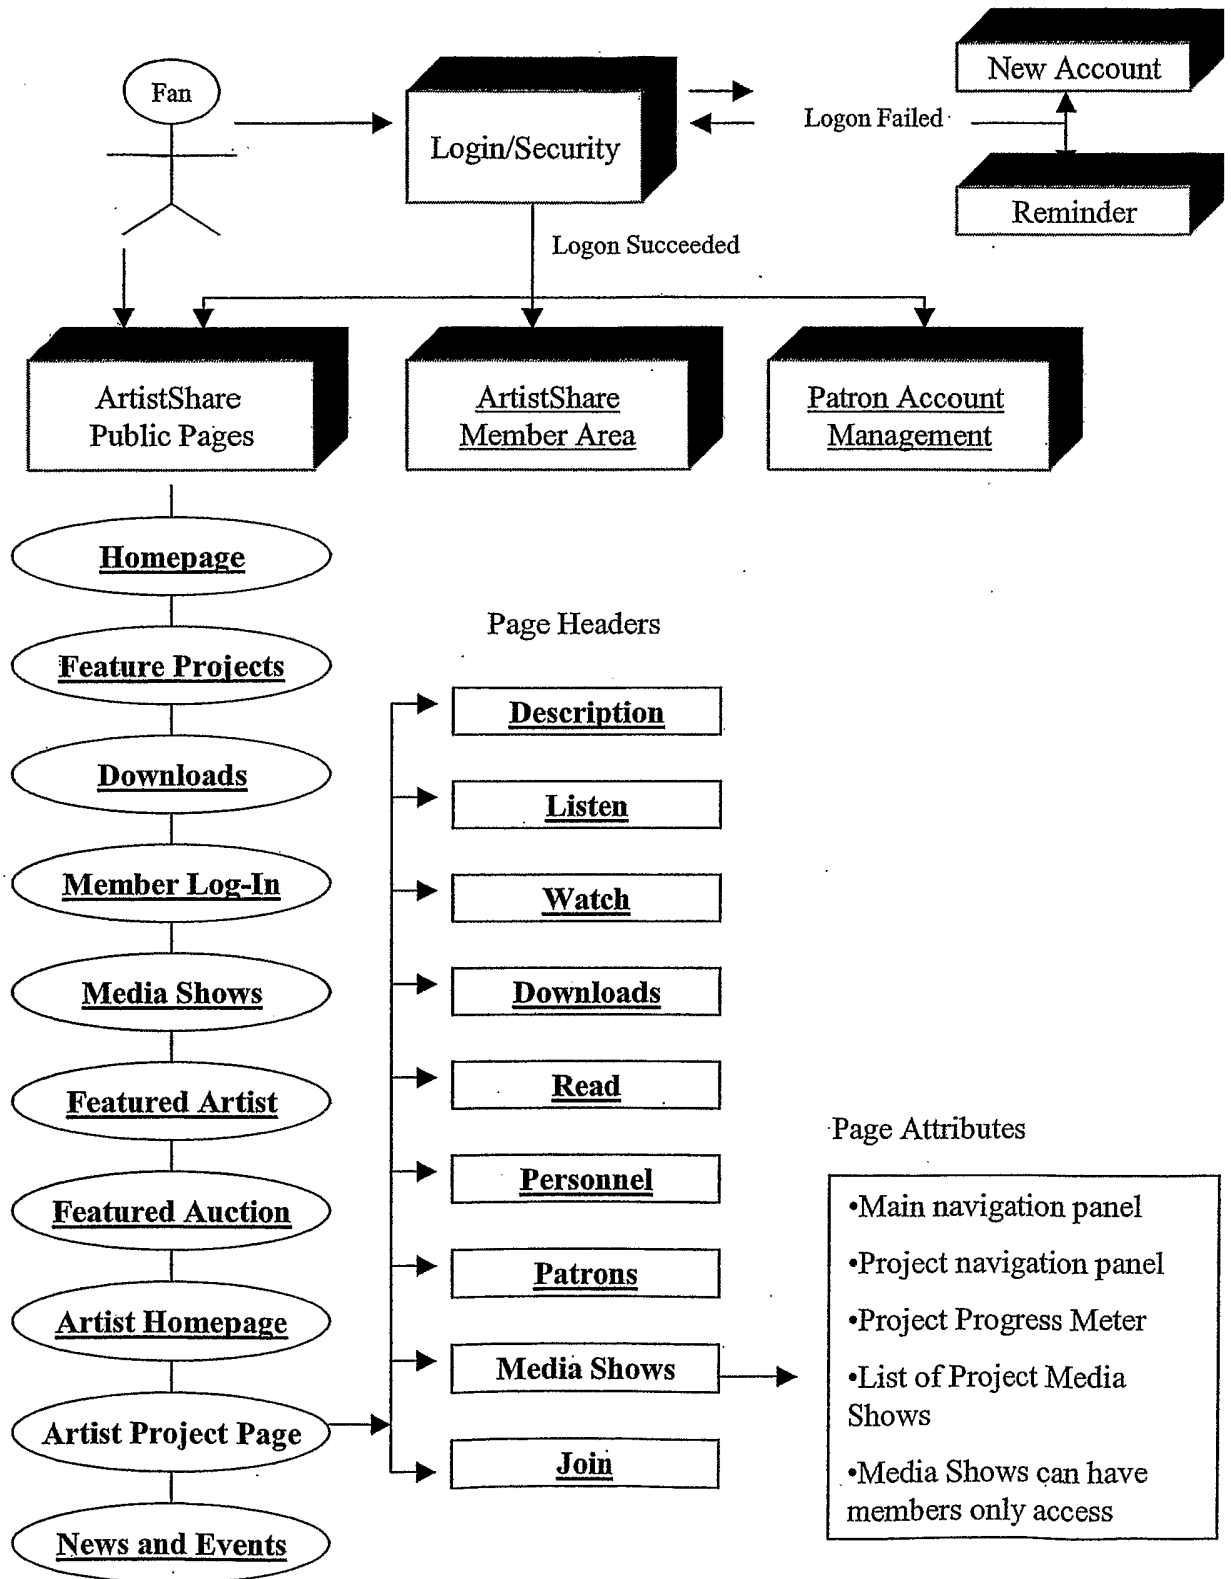 Fan
Login/Security
New Account
Logon Failed
Reminder
Logon Succeeded
ArtistShare
Public Pages
ArtistShare
Member Area
Patron Account
Management
Homepage
Feature Projects
Downloads
Member Log-In
Media Shows
Featured Artist
Featured Auction
Artist Homepage
Artist Project Page
News and Events
Page Headers
Description
Listen
Watch
Downloads
Read
Personnel
Patrons
Media Shows
Join
Page Attributes
•Main navigation panel
•Project navigation panel
•Project Progress Meter
•List of Project Media
Shows
•Media Shows can have
members only access